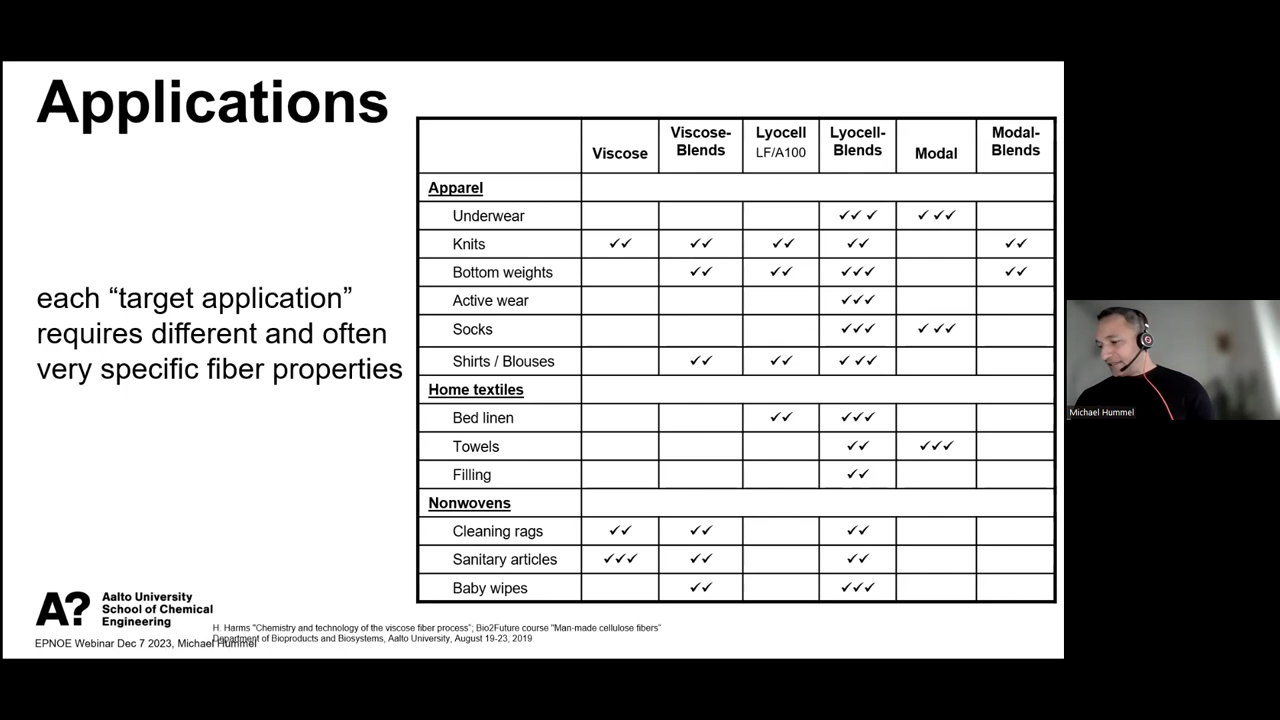 Applications
each “target application”
requires different and often
very specific fiber properties
Viscose Viscose-Blends Lyocell LF/A100 Lyocell-Blends Modal Modal-Blends
Apparel
Underwear ✓✓✓ ✓✓✓
Knits ✓✓ ✓✓ ✓✓ ✓✓ ✓✓
Bottom weights ✓✓ ✓✓ ✓✓✓ ✓✓
Active wear ✓✓✓
Socks ✓✓✓ ✓✓✓
Shirts / Blouses ✓✓ ✓✓ ✓✓✓
Home textiles
Bed linen ✓✓ ✓✓✓
Towels ✓✓ ✓✓✓
Filling ✓✓
Nonwovens
Cleaning rags ✓✓ ✓✓ ✓✓
Sanitary articles ✓✓✓ ✓✓ ✓✓
Baby wipes ✓✓ ✓✓✓
A?
Aalto University
School of Chemical
Engineering
H. Harms "Chemistry and technology of the viscose fiber process"; Bio2Future course "Man-made cellulose fibers"
Department of Bioproducts and Biosystems, Aalto University, August 19-23, 2019
EPNOE Webinar Dec 7 2023, Michael Hummel
Michael Hummel